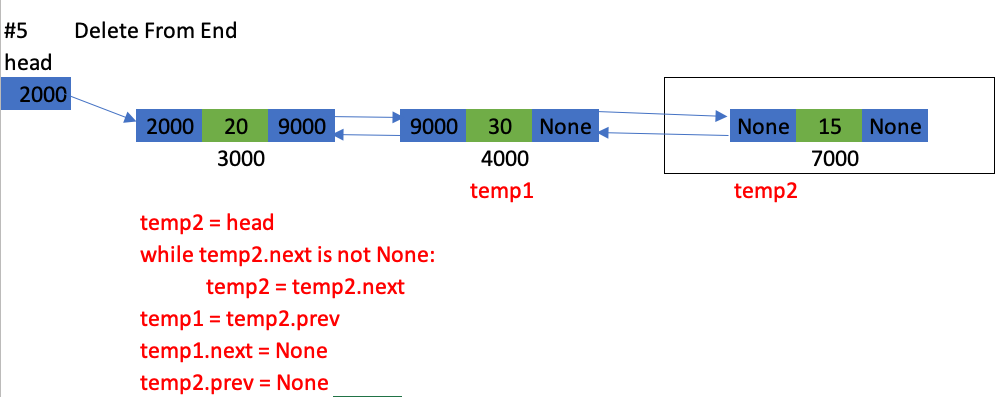 #5 Delete From End
head
2000
2000 20 9000 9000 30 None None 15 None
3000 4000 7000
temp1 temp2
temp2 = head
while temp2.next is not None:
temp2 = temp2.next
temp1 = temp2.prev
temp1.next = None
temp2.prev = None